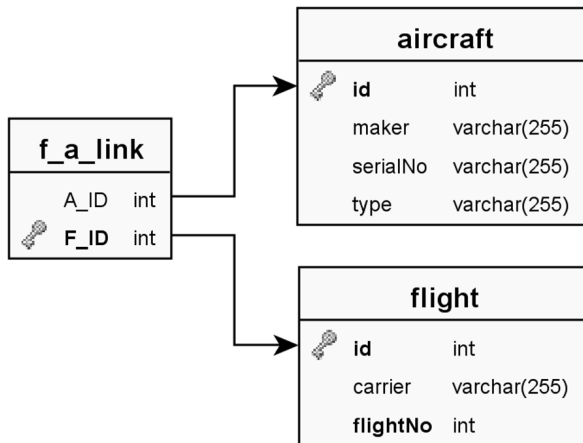 aircraft
id int
maker varchar(255)
serialNo varchar(255)
type varchar(255)
f_a_link
A_ID int
F_ID int
flight
id int
carrier varchar(255)
flightNo int